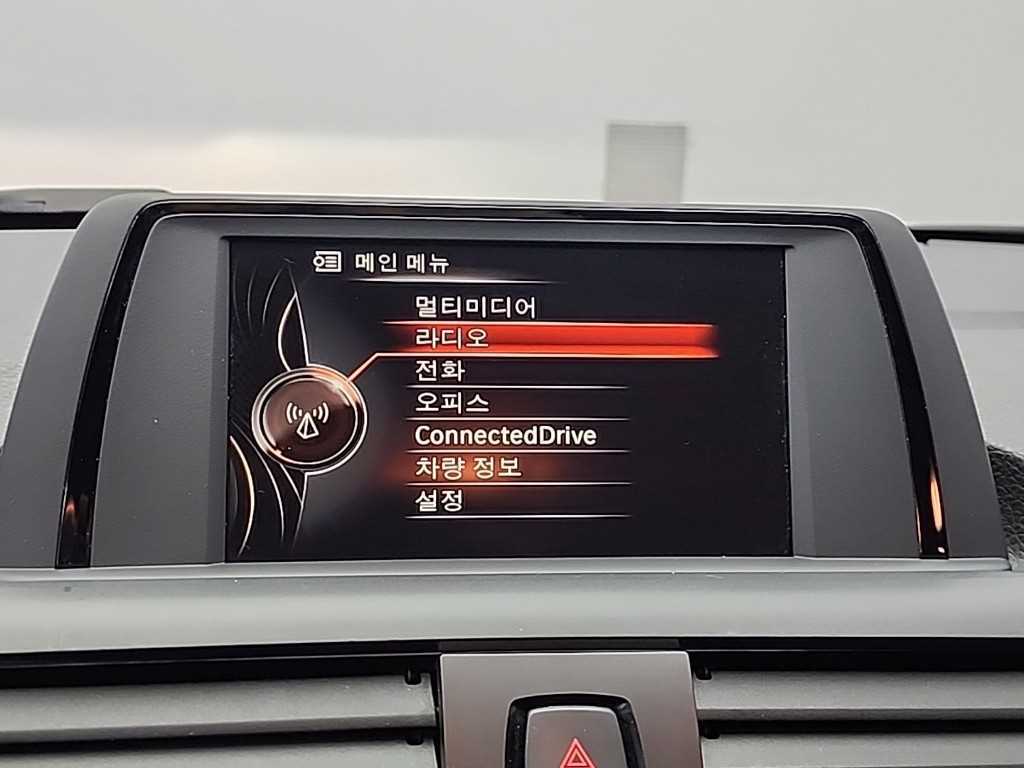 메인 메뉴
멀티미디어
라디오
전화
오피스
ConnectedDrive
차량 정보
설정